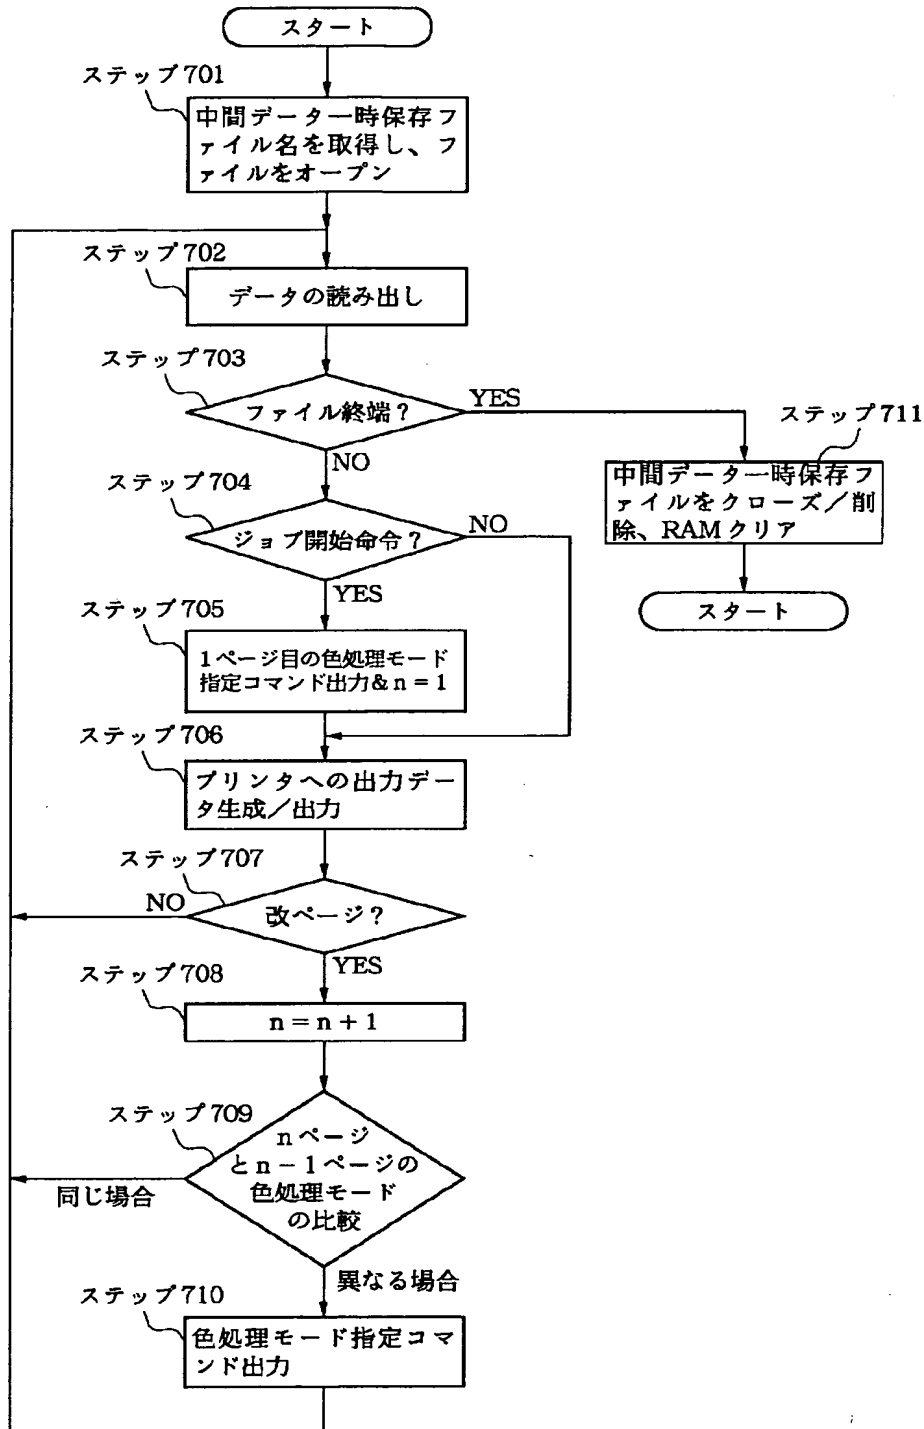 スタート
ステップ701
中間データ一時保存フ
ァイル名を取得し、フ
ァイルをオープン
ステップ702
データの読み出し
ステップ703
ファイル終端？
YES
NO
ステップ711
中間データ一時保存フ
ァイルをクローズ／削
除、RAMクリア
スタート
ステップ704
ジョブ開始命令？
NO
YES
ステップ705
1ページ目の色処理モード
指定コマンド出力＆n＝1
ステップ706
プリンタへの出力デー
タ生成／出力
ステップ707
改ページ？
NO
YES
ステップ708
n＝n＋1
ステップ709
nページ
とn－1ページの
色処理モード
の比較
同じ場合
異なる場合
ステップ710
色処理モード指定コマ
ンド出力